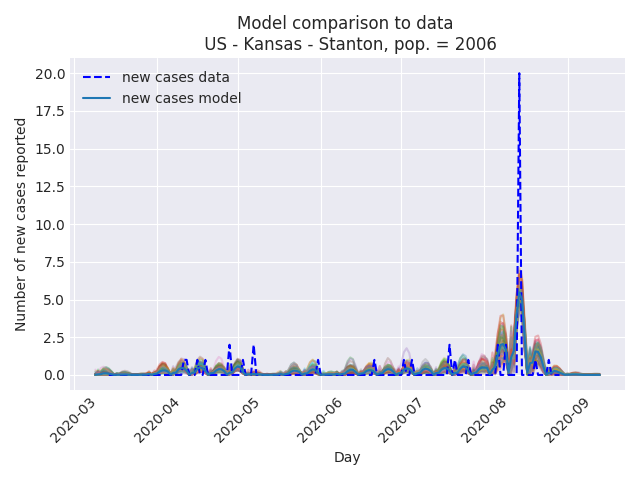 Model comparison to data
US - Kansas - Stanton, pop. = 2006
new cases data
new cases model
Number of new cases reported
20.0
17.5
15.0
12.5
10.0
7.5
5.0
2.5
0.0
2020-03
2020-04
2020-05
2020-06
2020-07
2020-08
2020-09
Day